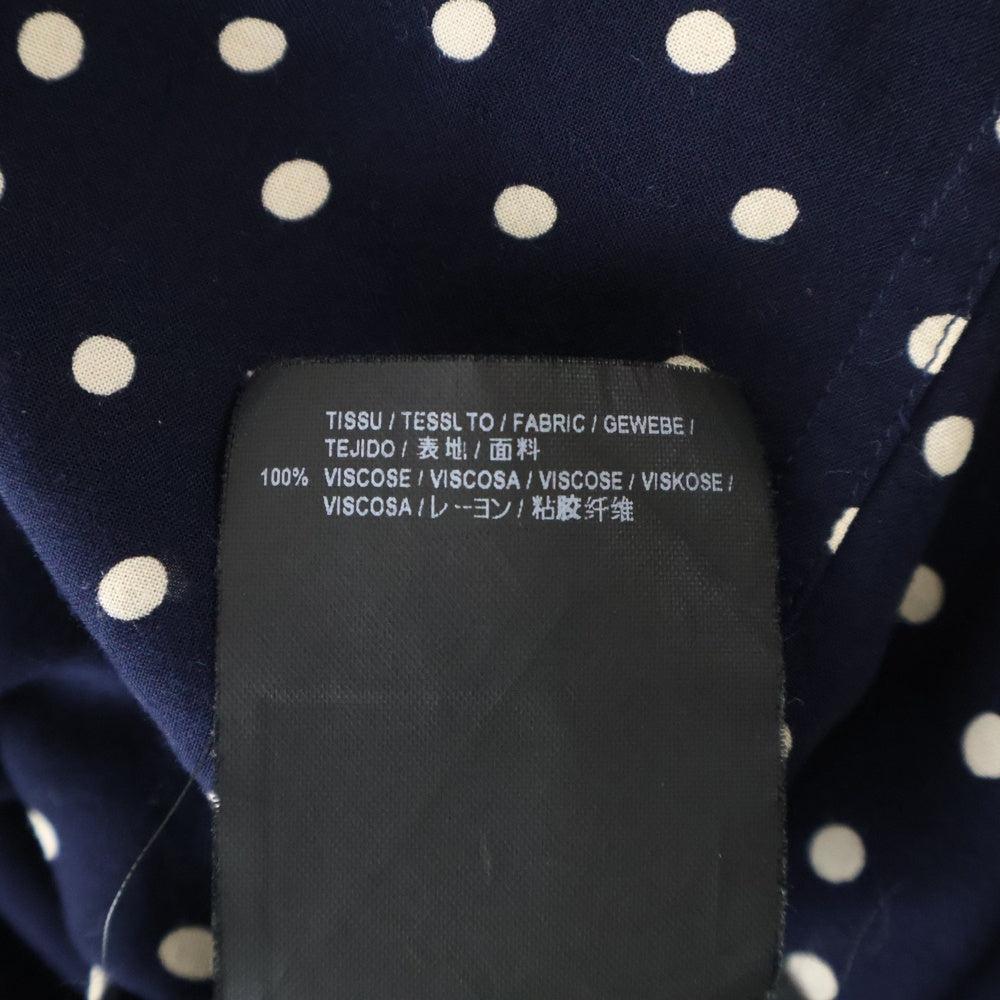 TISSU / TESSUTO / FABRIC / GEWEBE /
TEJIDO / 表地 / 面料
100% VISCOSE / VISCOSA / VISCOSE / VISKOSE /
VISCOSA / レーヨン / 粘胶纤维